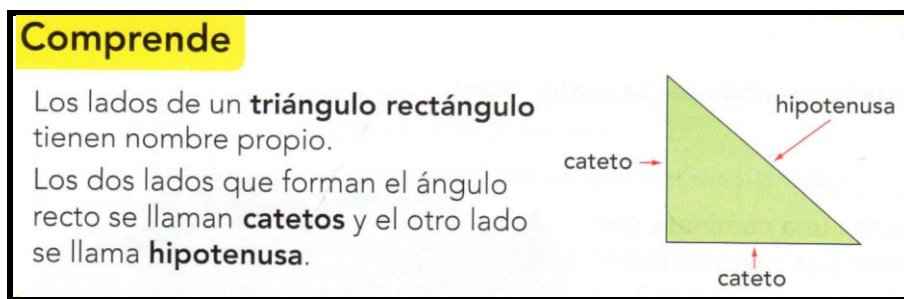 Comprende
Los lados de un triángulo rectángulo
tienen nombre propio.
Los dos lados que forman el ángulo
recto se llaman catetos y el otro lado
se llama hipotenusa.
hipotenusa
cateto
cateto